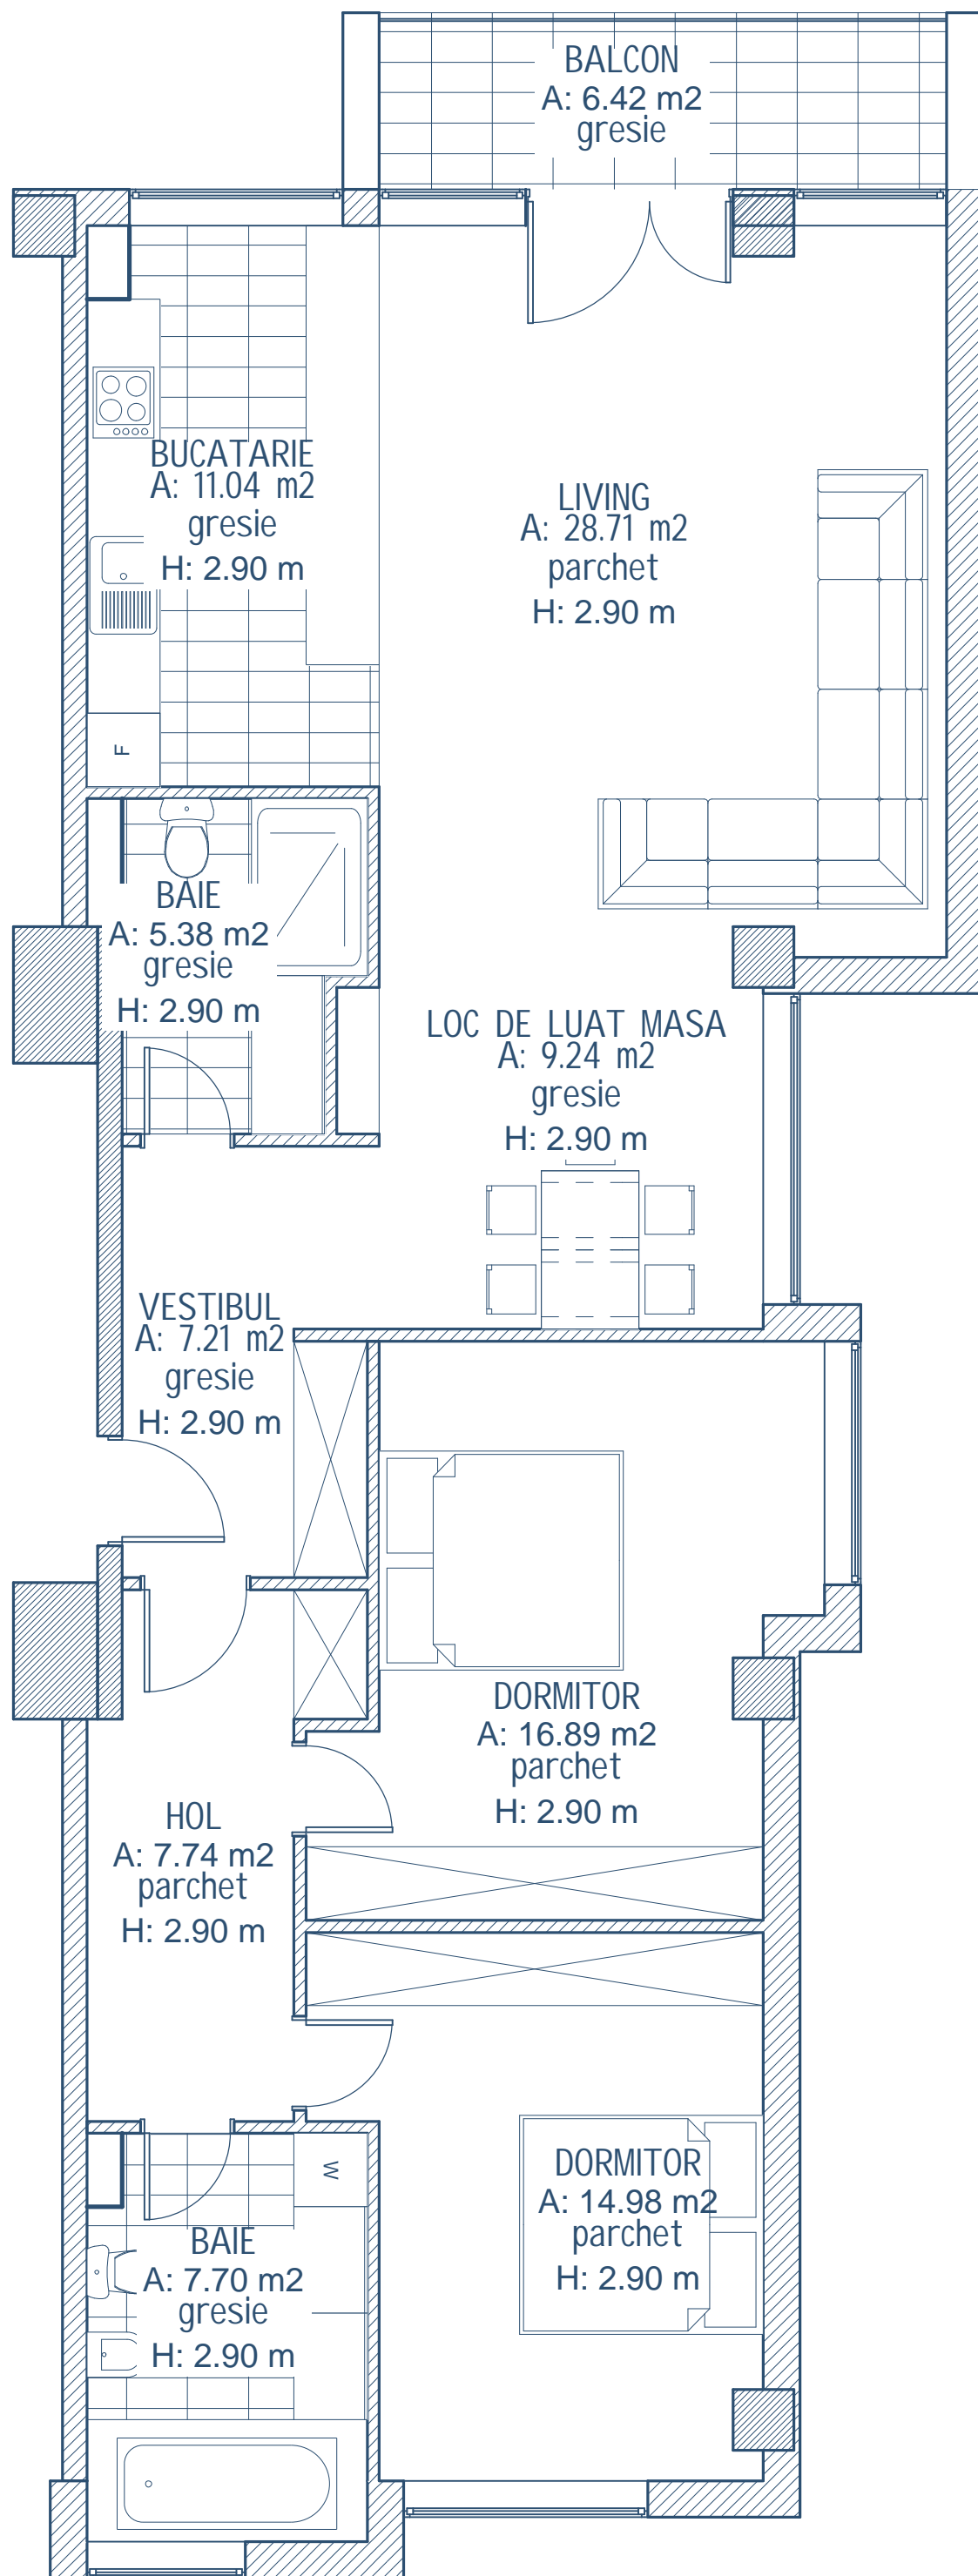 BALCON
A: 6.42 m2
gresie
BUCATARIE
A: 11.04 m2
gresie
H: 2.90 m
LIVING
A: 28.71 m2
parchet
H: 2.90 m
F
BAIE
A: 5.38 m2
gresie
H: 2.90 m
LOC DE LUAT MASA
A: 9.24 m2
gresie
H: 2.90 m
VESTIBUL
A: 7.21 m2
gresie
H: 2.90 m
DORMITOR
A: 16.89 m2
parchet
H: 2.90 m
HOL
A: 7.74 m2
parchet
H: 2.90 m
W
DORMITOR
A: 14.98 m2
parchet
H: 2.90 m
BAIE
A: 7.70 m2
gresie
H: 2.90 m